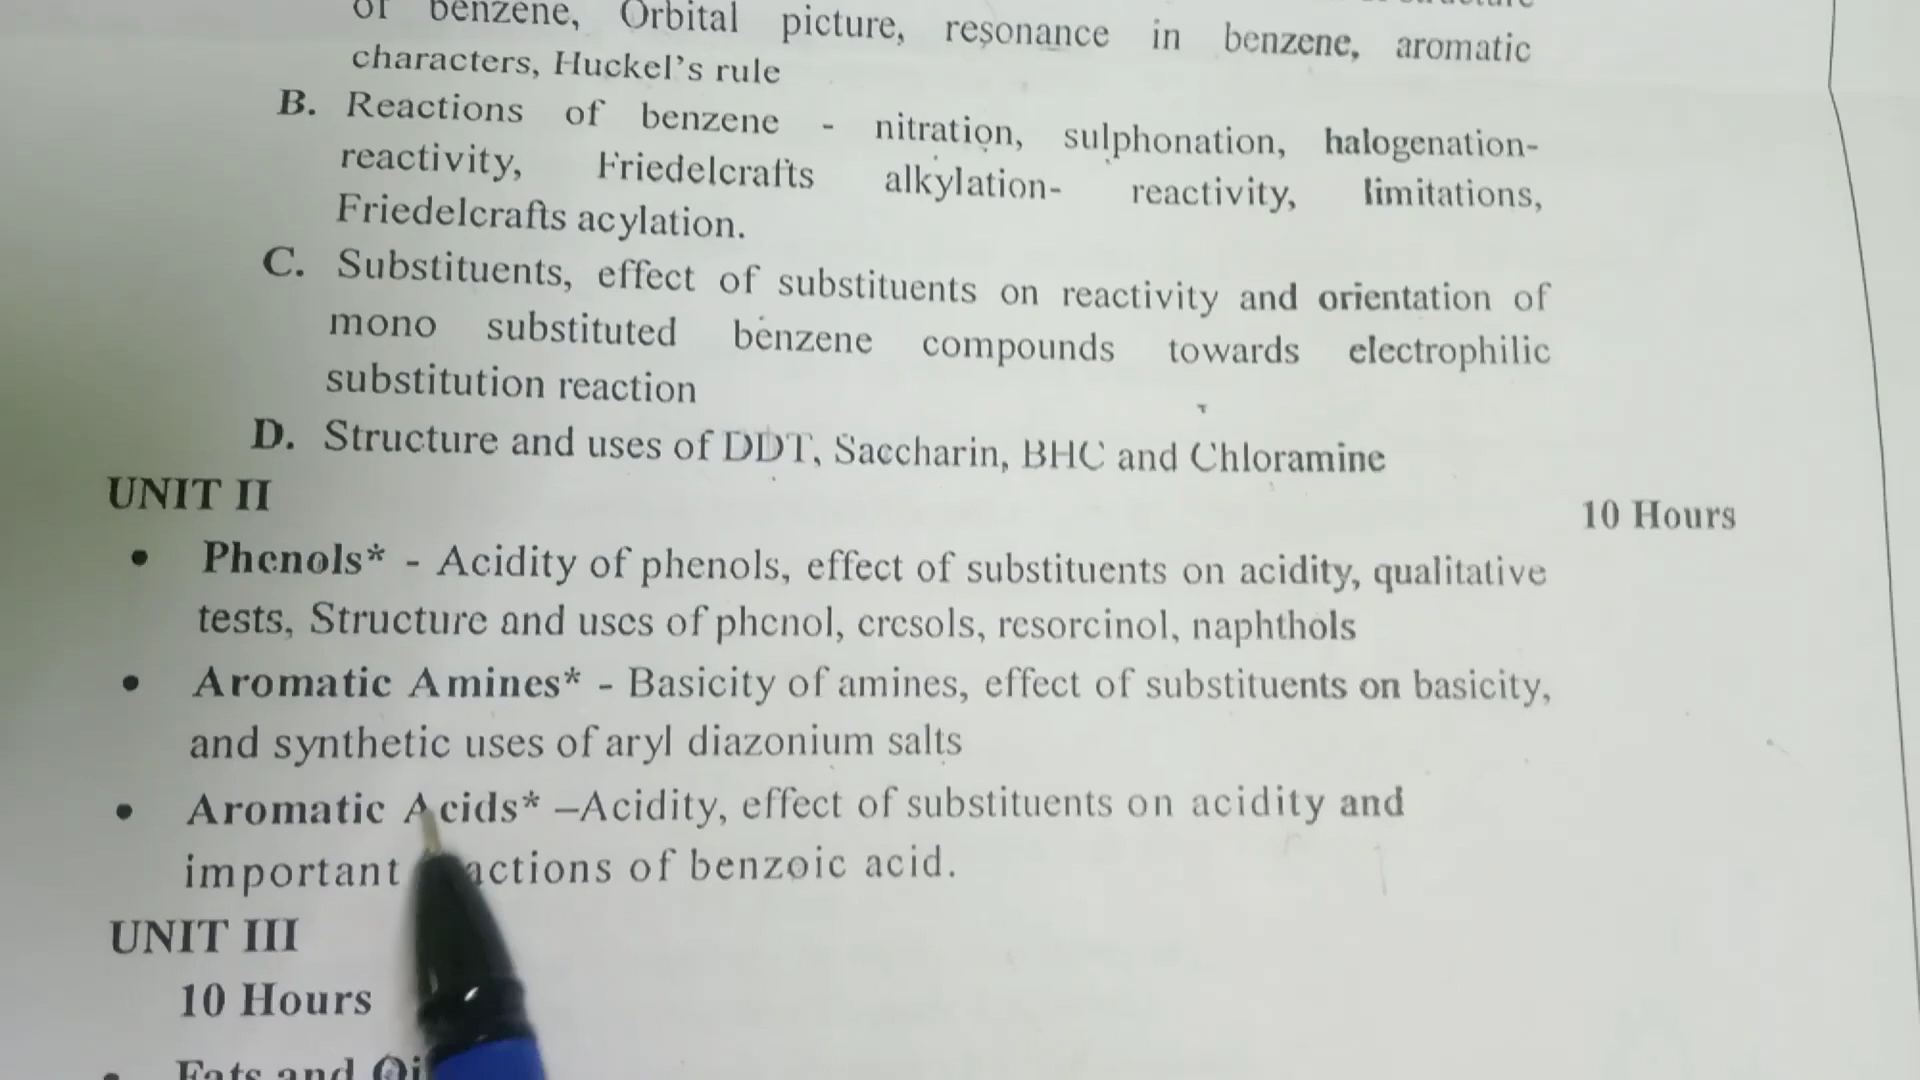 of benzene, Orbital picture, resonance in benzene, aromatic
characters, Huckel's rule
B. Reactions of benzene - nitration, sulphonation, halogenation-
reactivity, Friedelcrafts alkylation- reactivity, limitations,
Friedelcrafts acylation.
C. Substituents, effect of substituents on reactivity and orientation of
mono substituted benzene compounds towards electrophilic
substitution reaction
D. Structure and uses of DDT, Saccharin, BHC and Chloramine
UNIT II
10 Hours
• Phenols* - Acidity of phenols, effect of substituents on acidity, qualitative
tests, Structure and uses of phenol, cresols, resorcinol, naphthols
• Aromatic Amines* - Basicity of amines, effect of substituents on basicity,
and synthetic uses of aryl diazonium salts
• Aromatic Acids* –Acidity, effect of substituents on acidity and
important actions of benzoic acid.
UNIT III
10 Hours
• Fats and